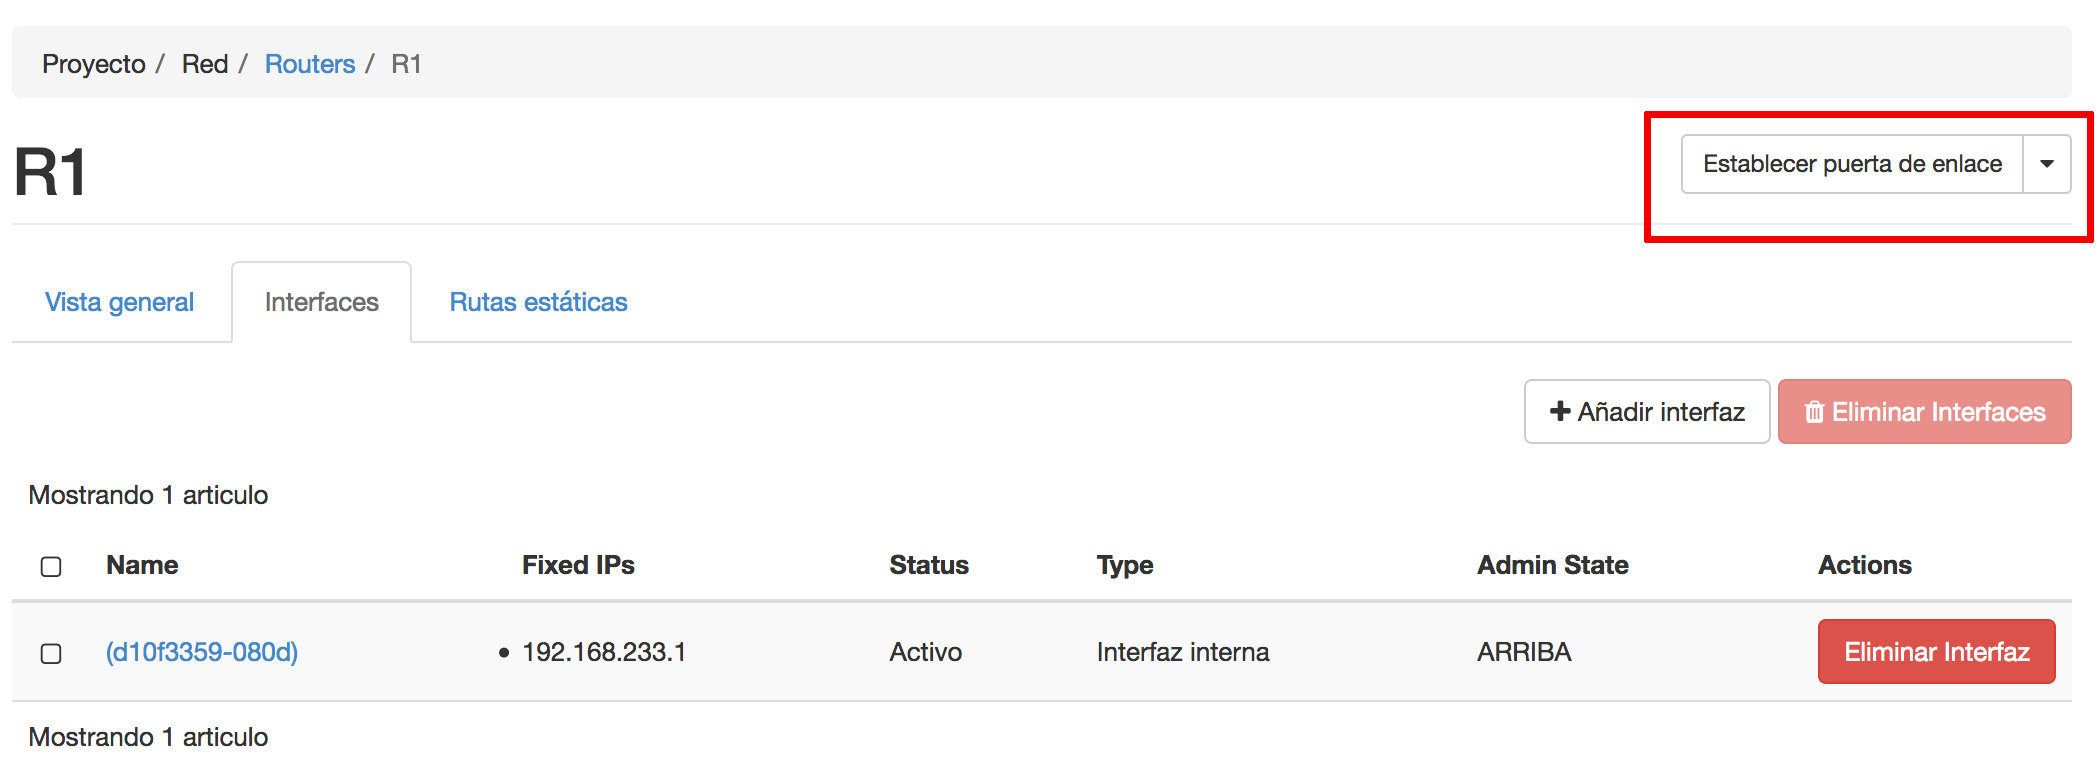 Proyecto / Red / Routers / R1
R1
Establecer puerta de enlace
Vista general Interfaces Rutas estáticas
Añadir interfaz Eliminar Interfaces
Mostrando 1 articulo
Name Fixed IPs Status Type Admin State Actions
(d10f3359-080d) • 192.168.233.1 Activo Interfaz interna ARRIBA Eliminar Interfaz
Mostrando 1 articulo